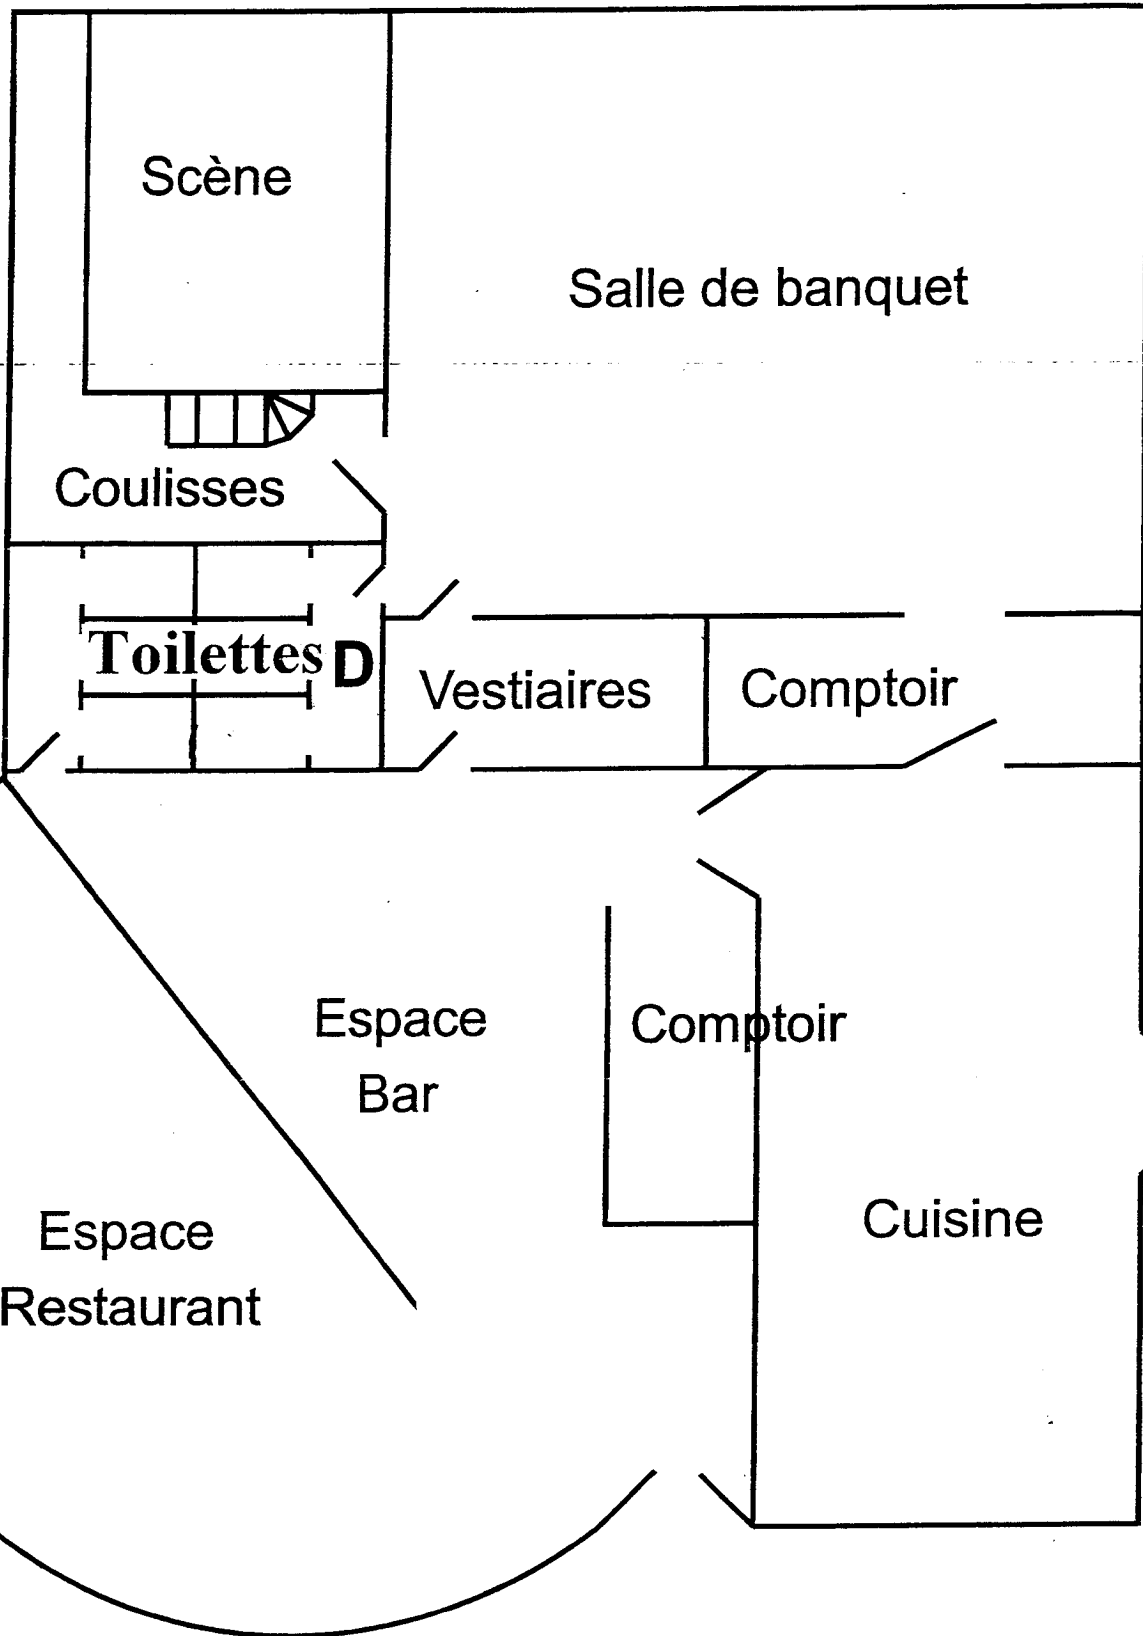 Scène
Salle de banquet
Coulisses
Toilettes D
Vestiaires
Comptoir
Espace
Bar
Comptoir
Cuisine
Espace
Restaurant